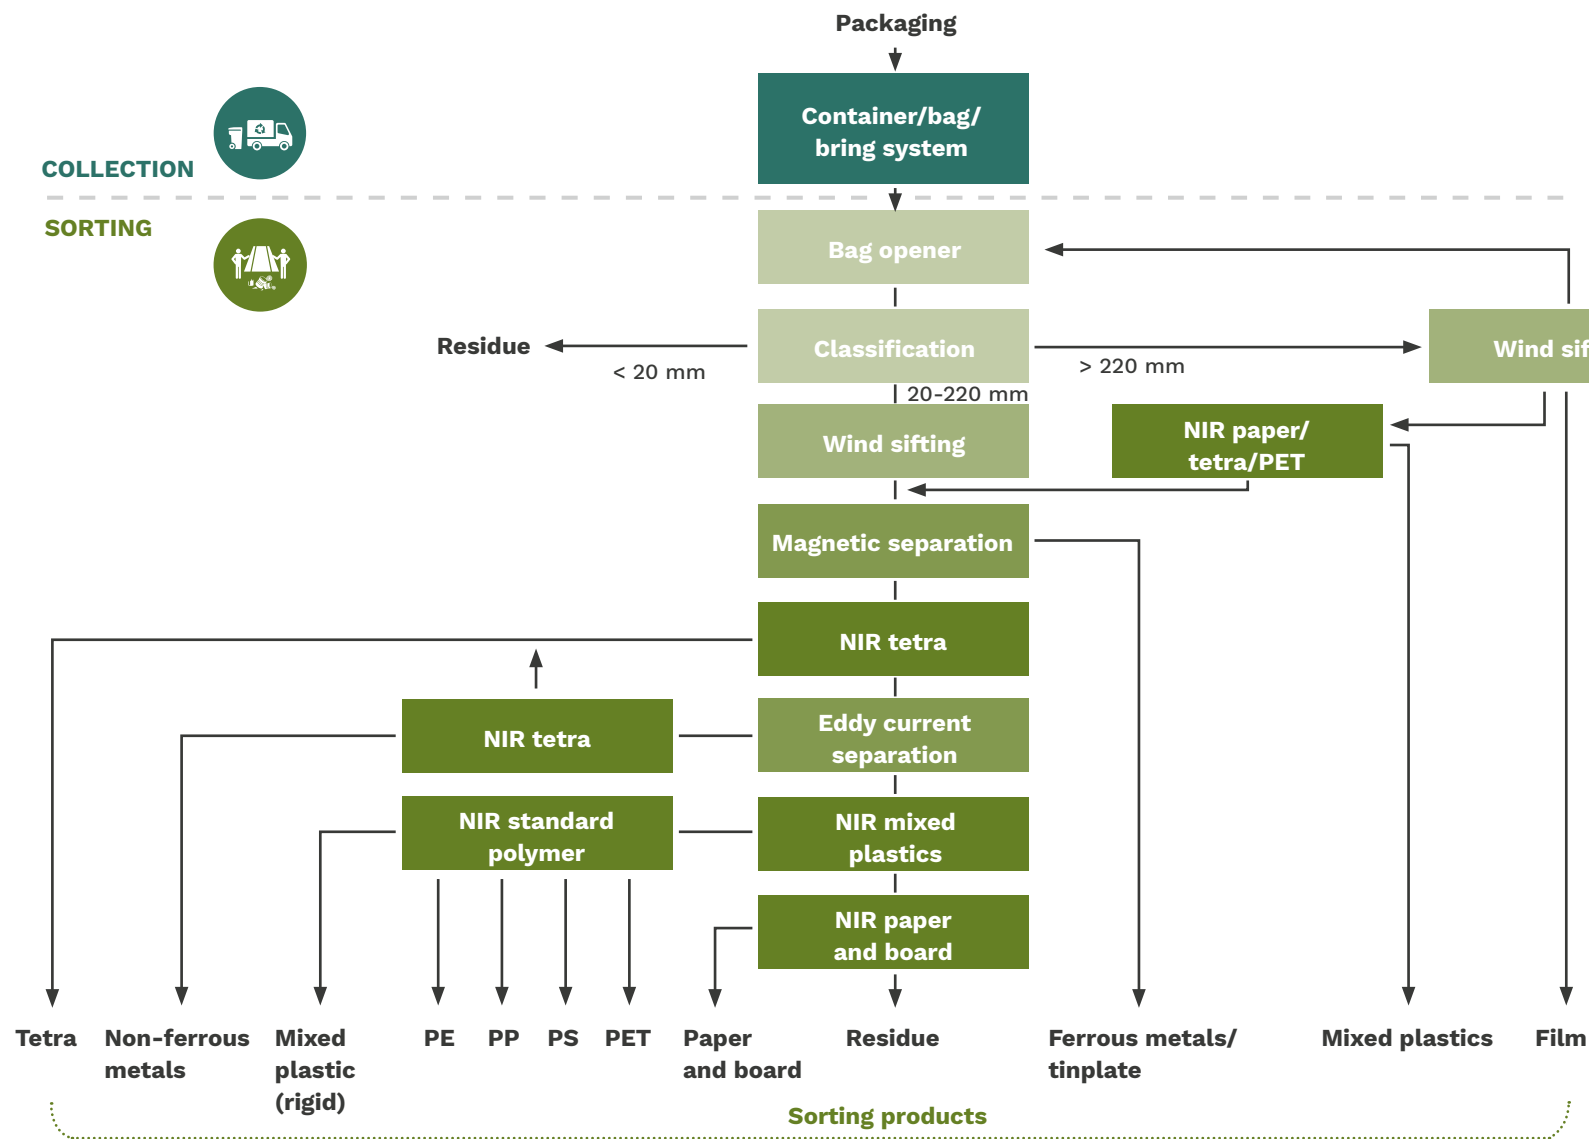 Packaging
Container/bag/
bring system
COLLECTION
SORTING
Bag opener
Residue
Classification
Wind
< 20 mm
> 220 mm
20-220 mm
Wind sifting
NIR paper/
tetra/PET
Magnetic separation
NIR tetra
NIR tetra
Eddy current
separation
NIR standard
polymer
NIR mixed
plastics
NIR paper
and board
Tetra
Non-ferrous
metals
Mixed
plastic
(rigid)
PE
PP
PS
PET
Paper
and board
Residue
Ferrous metals/
tinplate
Mixed plastics
Film
Sorting products